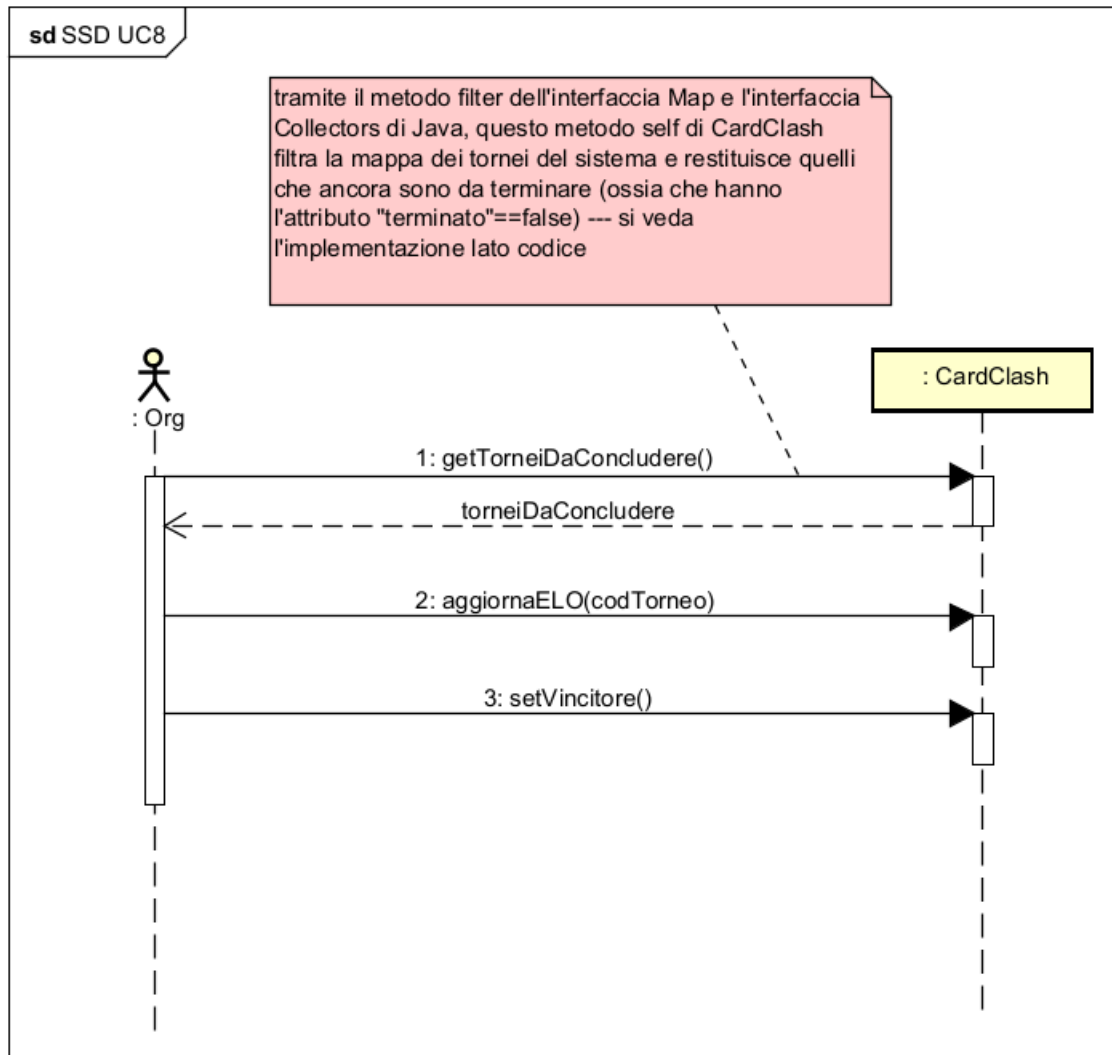 sd SSD UC8
tramite il metodo filter dell'interfaccia Map e l'interfaccia
Collectors di Java, questo metodo self di CardClash
filtra la mappa dei tornei del sistema e restituisce quelli
che ancora sono da terminare (ossia che hanno
l'attributo "terminato"==false) --- si veda
l'implementazione lato codice
: Org
: CardClash
1: getTorneiDaConcludere()
torneiDaConcludere
2: aggiornaELO(codTorneo)
3: setVincitore()